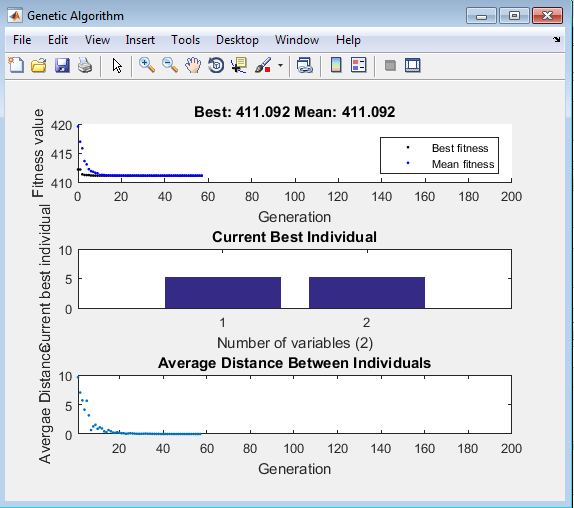 Genetic Algorithm
File Edit View Insert Tools Desktop Window Help
Best: 411.092 Mean: 411.092
Fitness value
420
415
410
Best fitness
Mean fitness
0 20 40 60 80 100 120 140 160 180 200
Generation
Current Best Individual
Current best individual
10
5
0
1 2
Number of variables (2)
Average Distance Between Individuals
Avergae Distance
10
5
0
20 40 60 80 100 120 140 160 180 200
Generation